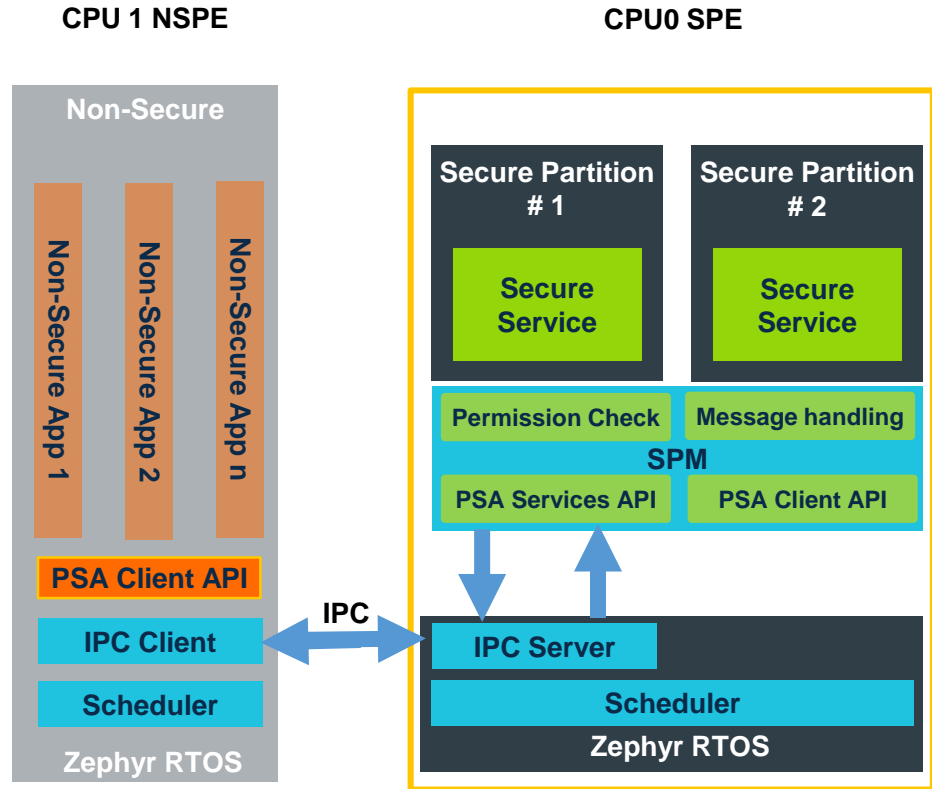 CPU 1 NSPE
CPU0 SPE
Non-Secure
Non-Secure App 1
Non-Secure App 2
Non-Secure App n
PSA Client API
IPC Client
Scheduler
Zephyr RTOS
IPC
Secure Partition
# 1
Secure
Service
Secure Partition
# 2
Secure
Service
Permission Check
Message handling
SPM
PSA Services API
PSA Client API
IPC Server
Scheduler
Zephyr RTOS